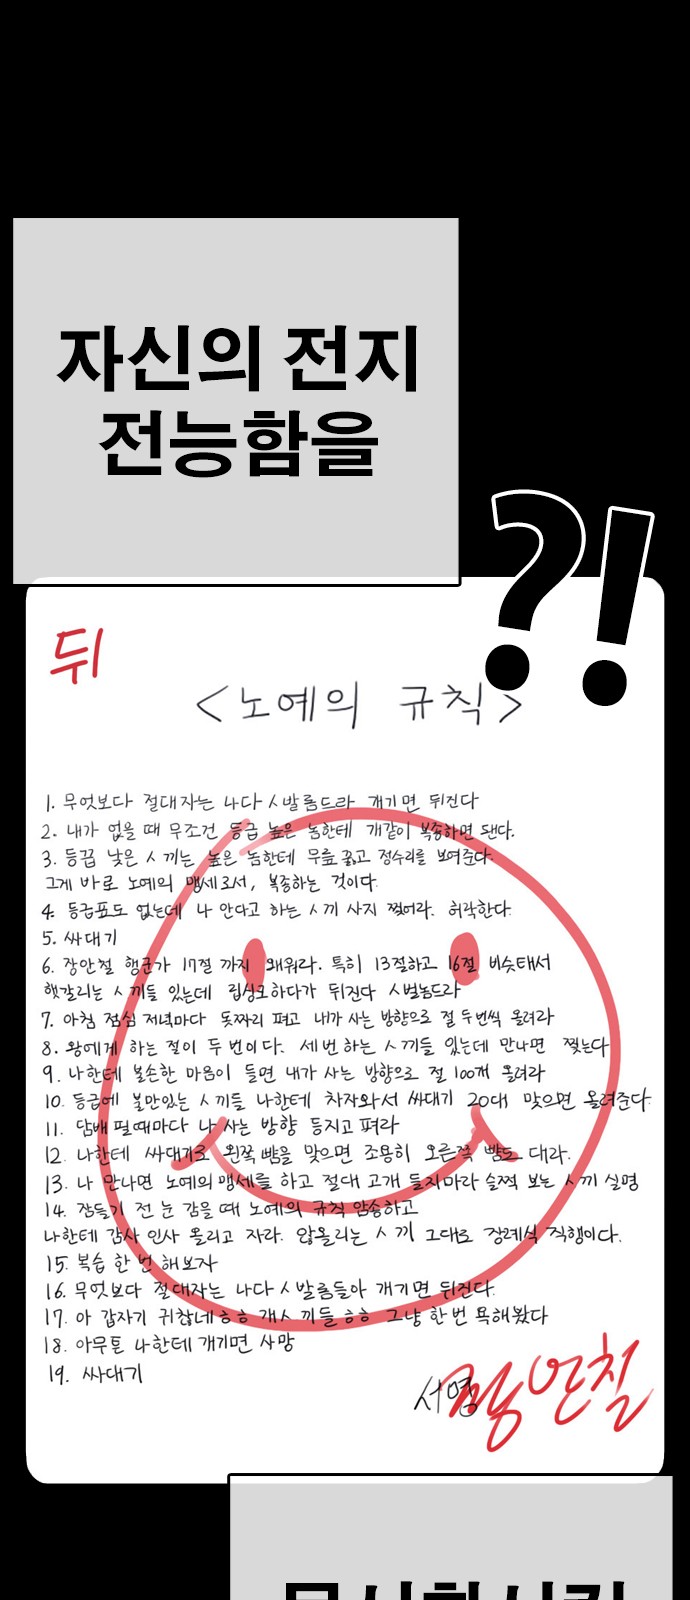 자신의 전지
전능함을
?!
뒤
<노예의 규칙>
1. 무엇보다 절대자는 나다 ㅅ발롬드라 개기면 뒤진다
2. 내가 없을 때 무조건 등급 높은 놈한테 개같이 복종하면 됀다.
3. 등꿉 낮은 ㅅ끼는 높은 놈한테 무릎 꿇고 정수리를 보여준다.
그게 바로 노예의 맹세로서, 복종하는 것이다.
4. 등급표도 없는데 나 안다고 하는 ㅅ끼 사지 찢어라. 허락한다.
5. 싸대기
6. 장안철 행군가 17절 까지 왜워라. 특히 13절하고 16절 비슷태서
햇갈리는 ㅅ끼들 있는데 립싱크하다가 뒤진다 ㅅ벌놈드라
7. 아침 점심 저녁마다 돗짜리 펴고 내가 사는 방향으로 절 두번씩 올려라
8. 왕에게 하는 절이 두 번이다. 세 번 하는 ㅅ끼들 있는데 만나면 찢는다
9. 나한테 불손한 마음이 들면 내가 사는 방향으로 절 100개 올려라
10. 등급에 불만있는 ㅅ끼들 나한테 차자와서 싸대기 20대 맞으면 올려준다.
11. 담배 필때마다 나 사는 방향 등지고 펴라
12. 나한테 싸대기로 왼쪽 뺨을 맞으면 조용히 오른쪽 뺨도 대라.
13. 나 만나면 노예의 맹세를 하고 절대 고개 들지마라 슬쩍 보는 ㅅ끼 실명
14. 잠들기 전 눈 감을 때 노예의 규칙 암송하고
나한테 감사 인사 올리고 자라. 않올리는 ㅅ끼 그대로 장례식 직행이다.
15. 복습 한 번 해보자
16. 무엇보다 절대자는 나다 ㅅ발롬들아 개기면 뒤진다.
17. 아 갑자기 귀찮네ㅎㅎ 개ㅅ끼들 ㅎㅎ 그냥 한번 욕해봤다
18. 아무튼 나한테 개기면 사망
19. 싸대기
서명 장안철